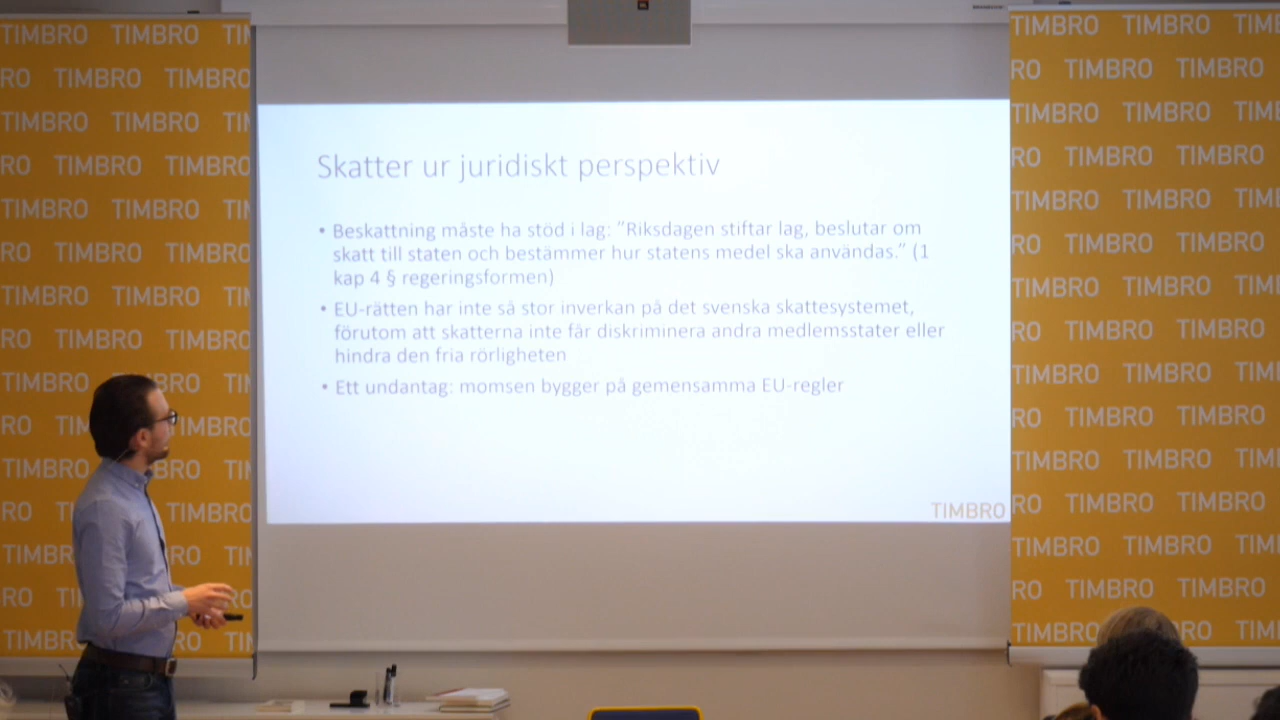 Skatter ur juridiskt perspektiv
• Beskattning måste ha stöd i lag: ”Riksdagen stiftar lag, beslutar om
skatt till staten och bestämmer hur statens medel ska användas.” (1
kap 4 § regeringsformen)
• EU-rätten har inte så stor inverkan på det svenska skattesystemet,
förutom att skatterna inte får diskriminera andra medlemsstater eller
hindra den fria rörligheten
• Ett undantag: momsen bygger på gemensamma EU-regler
TIMBRO
TIMBRO TIMBRO
TIMBRO TIMBRO